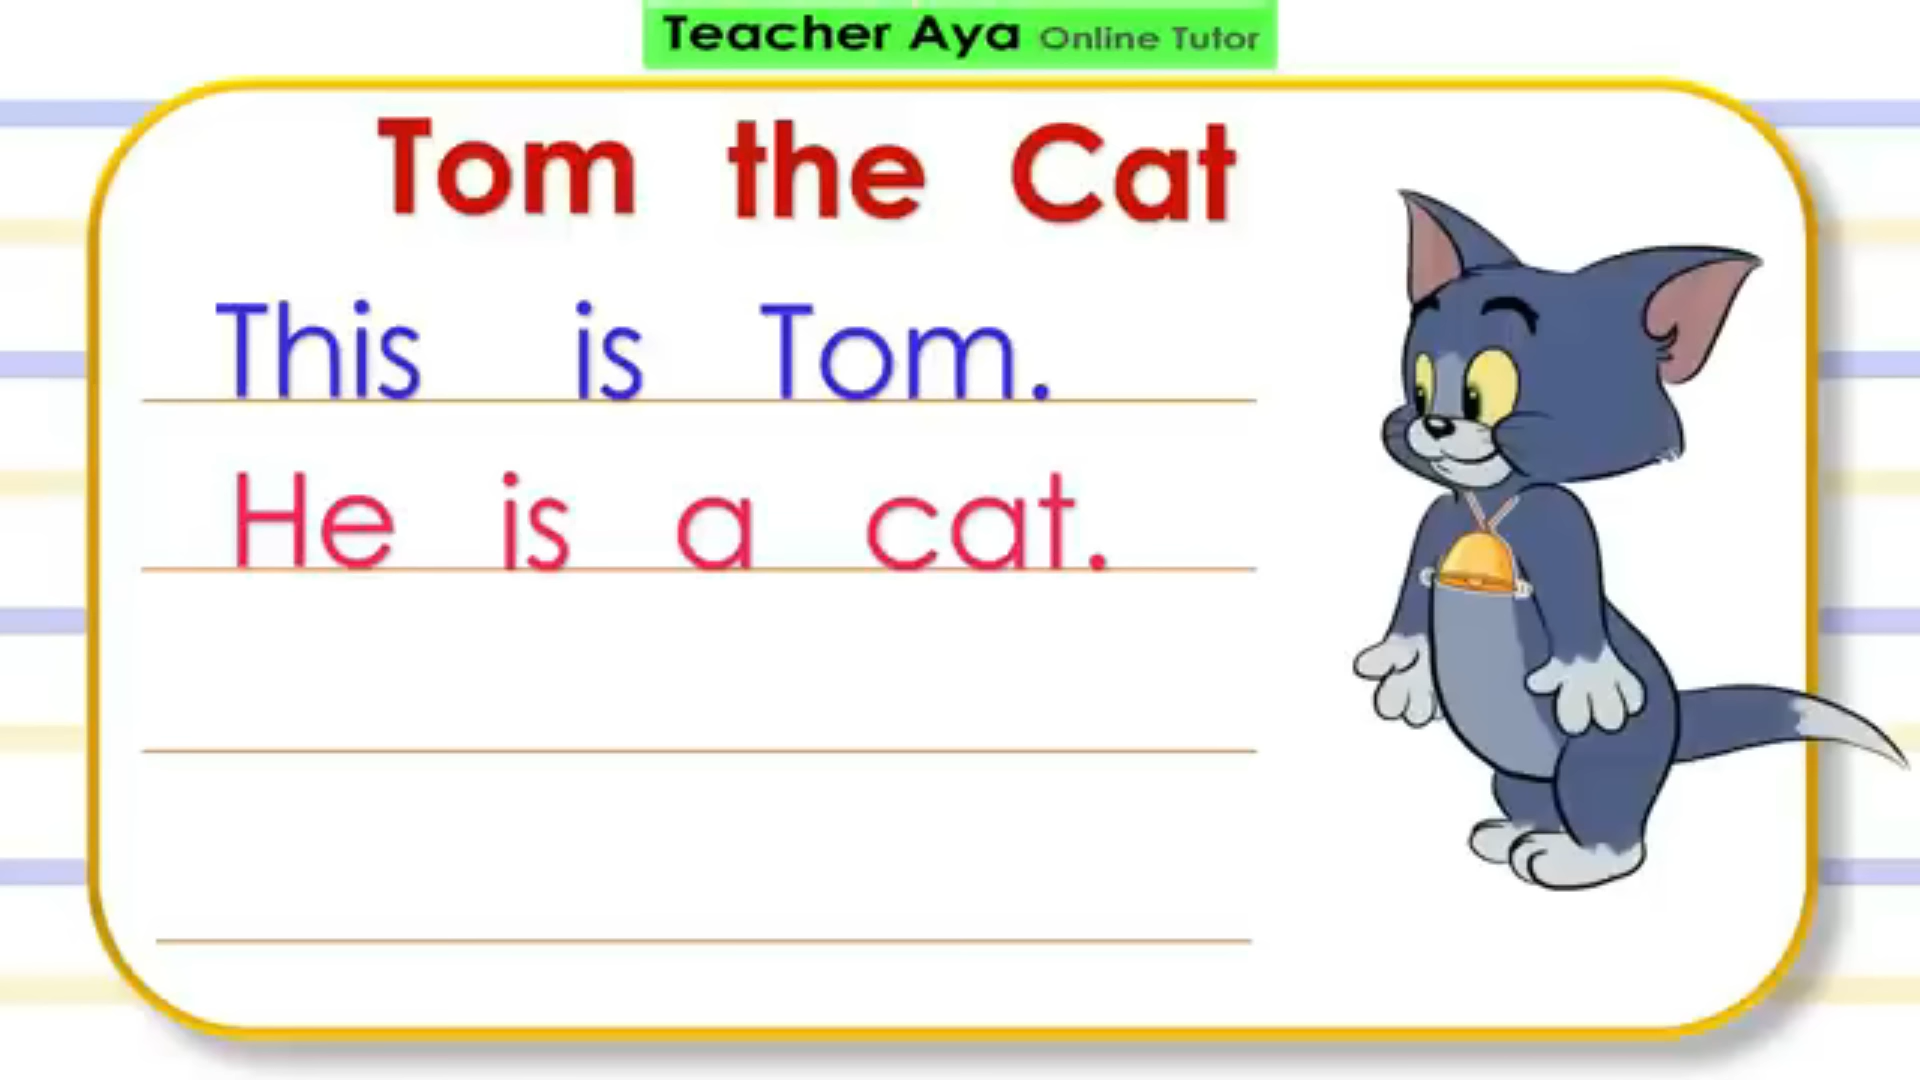 Teacher Aya Online Tutor
Tom the Cat
This is Tom.
He is a cat.